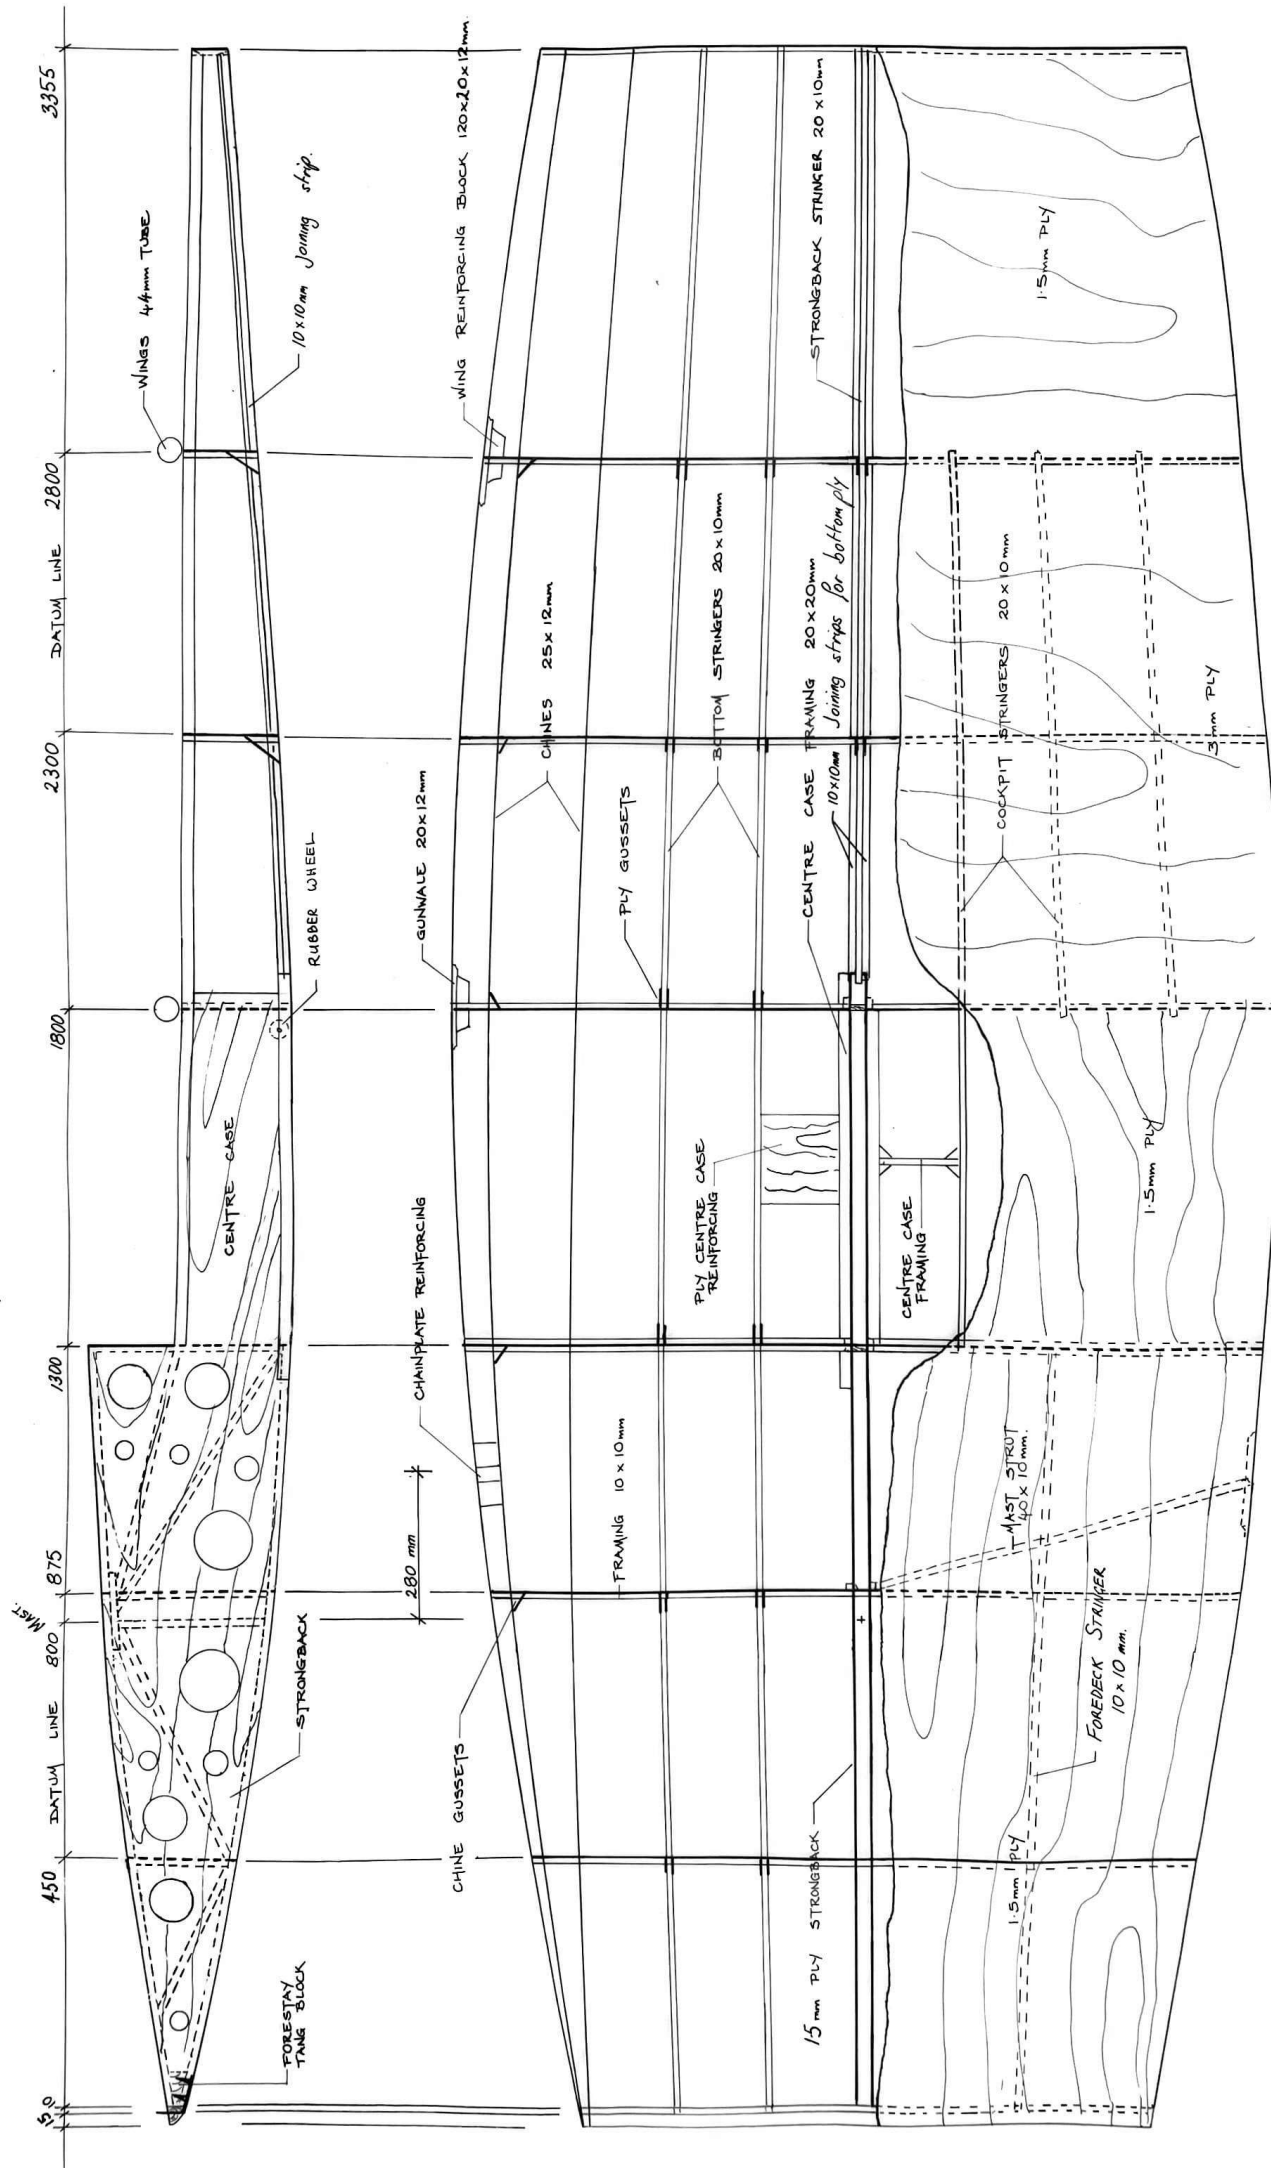 15
0
450
DATUM LINE
800
MAST.
875
1300
1800
2300
DATUM LINE
2800
3355
FORESTAY
TANG BLOCK
STRONGBACK
CENTRE CASE
RUBBER WHEEL
WINGS 44mm TUBE
10x10mm Joining strip.
CHINE GUSSETS
280 mm
CHAINPLATE REINFORCING
GUNWALE 20x12mm
WING REINFORCING BLOCK 120x20x12mm
CHINES 25x12mm
FRAMING 10x10mm
PLY GUSSETS
BOTTOM STRINGERS 20x10mm
PLY CENTRE CASE
REINFORCING
15mm PLY STRONGBACK
CENTRE CASE FRAMING 20x20mm
10x10mm Joining strips for bottom ply
STRONGBACK STRINGER 20x10mm
CENTRE CASE
FRAMING
MAST STRUT
40x10mm.
COCKPIT STRINGERS 20x10mm
1.5mm PLY
1.5mm PLY
FOREDECK STRINGER
10x10mm.
1.5mm PLY
3mm PLY